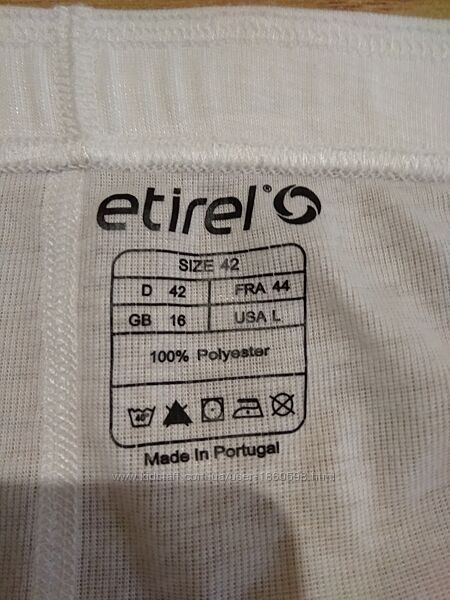 etirel®
SIZE 42
D 42 FRA 44
GB 16 USA L
100% Polyester
40°
Made In Portugal